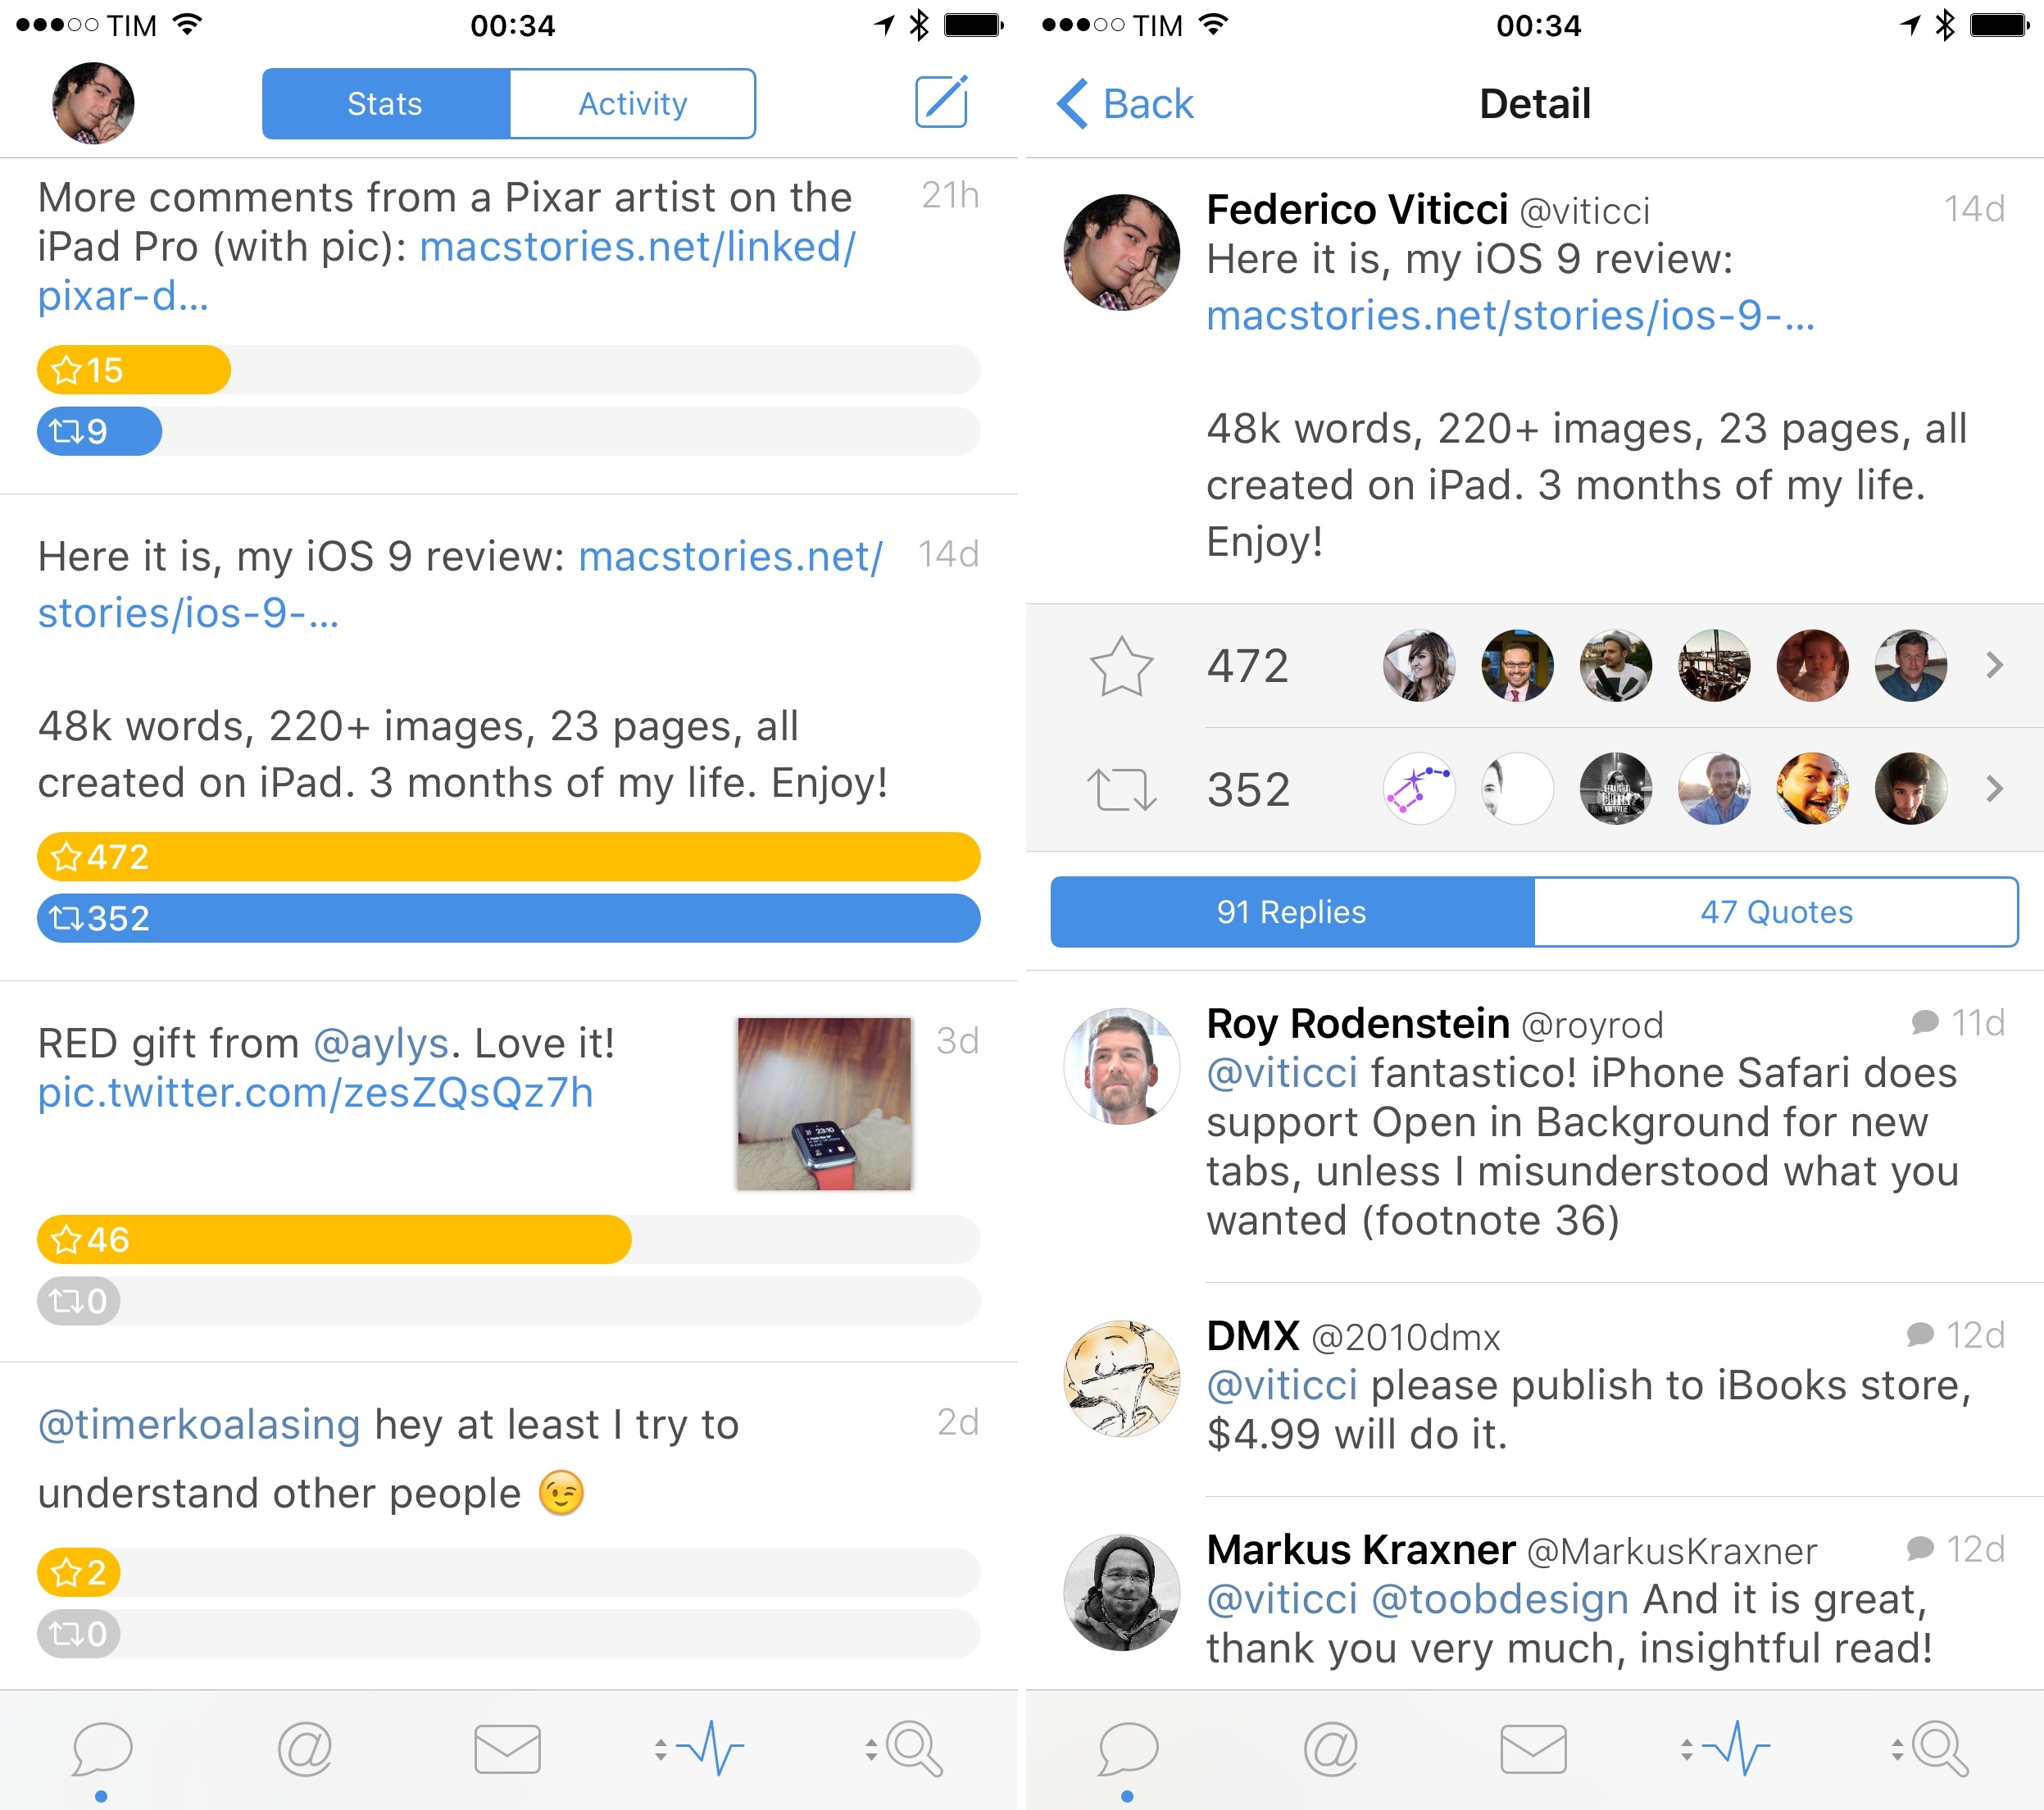 TIM 00:34
Stats Activity
More comments from a Pixar artist on the 21h
iPad Pro (with pic): macstories.net/linked/
pixar-d...
15
9
Here it is, my iOS 9 review: macstories.net/ 14d
stories/ios-9-...
48k words, 220+ images, 23 pages, all
created on iPad. 3 months of my life. Enjoy!
472
352
RED gift from @aylys. Love it! 3d
pic.twitter.com/zesZQsQz7h
23:10
46
0
@timerkoalasing hey at least I try to 2d
understand other people 😉
2
0
@
TIM 00:34
Back Detail
Federico Viticci @viticci 14d
Here it is, my iOS 9 review:
macstories.net/stories/ios-9-...
48k words, 220+ images, 23 pages, all
created on iPad. 3 months of my life.
Enjoy!
472
352
91 Replies 47 Quotes
Roy Rodenstein @royrod 11d
@viticci fantastico! iPhone Safari does
support Open in Background for new
tabs, unless I misunderstood what you
wanted (footnote 36)
DMX @2010dmx 12d
@viticci please publish to iBooks store,
$4.99 will do it.
Markus Kraxner @MarkusKraxner 12d
@viticci @toobdesign And it is great,
thank you very much, insightful read!
@